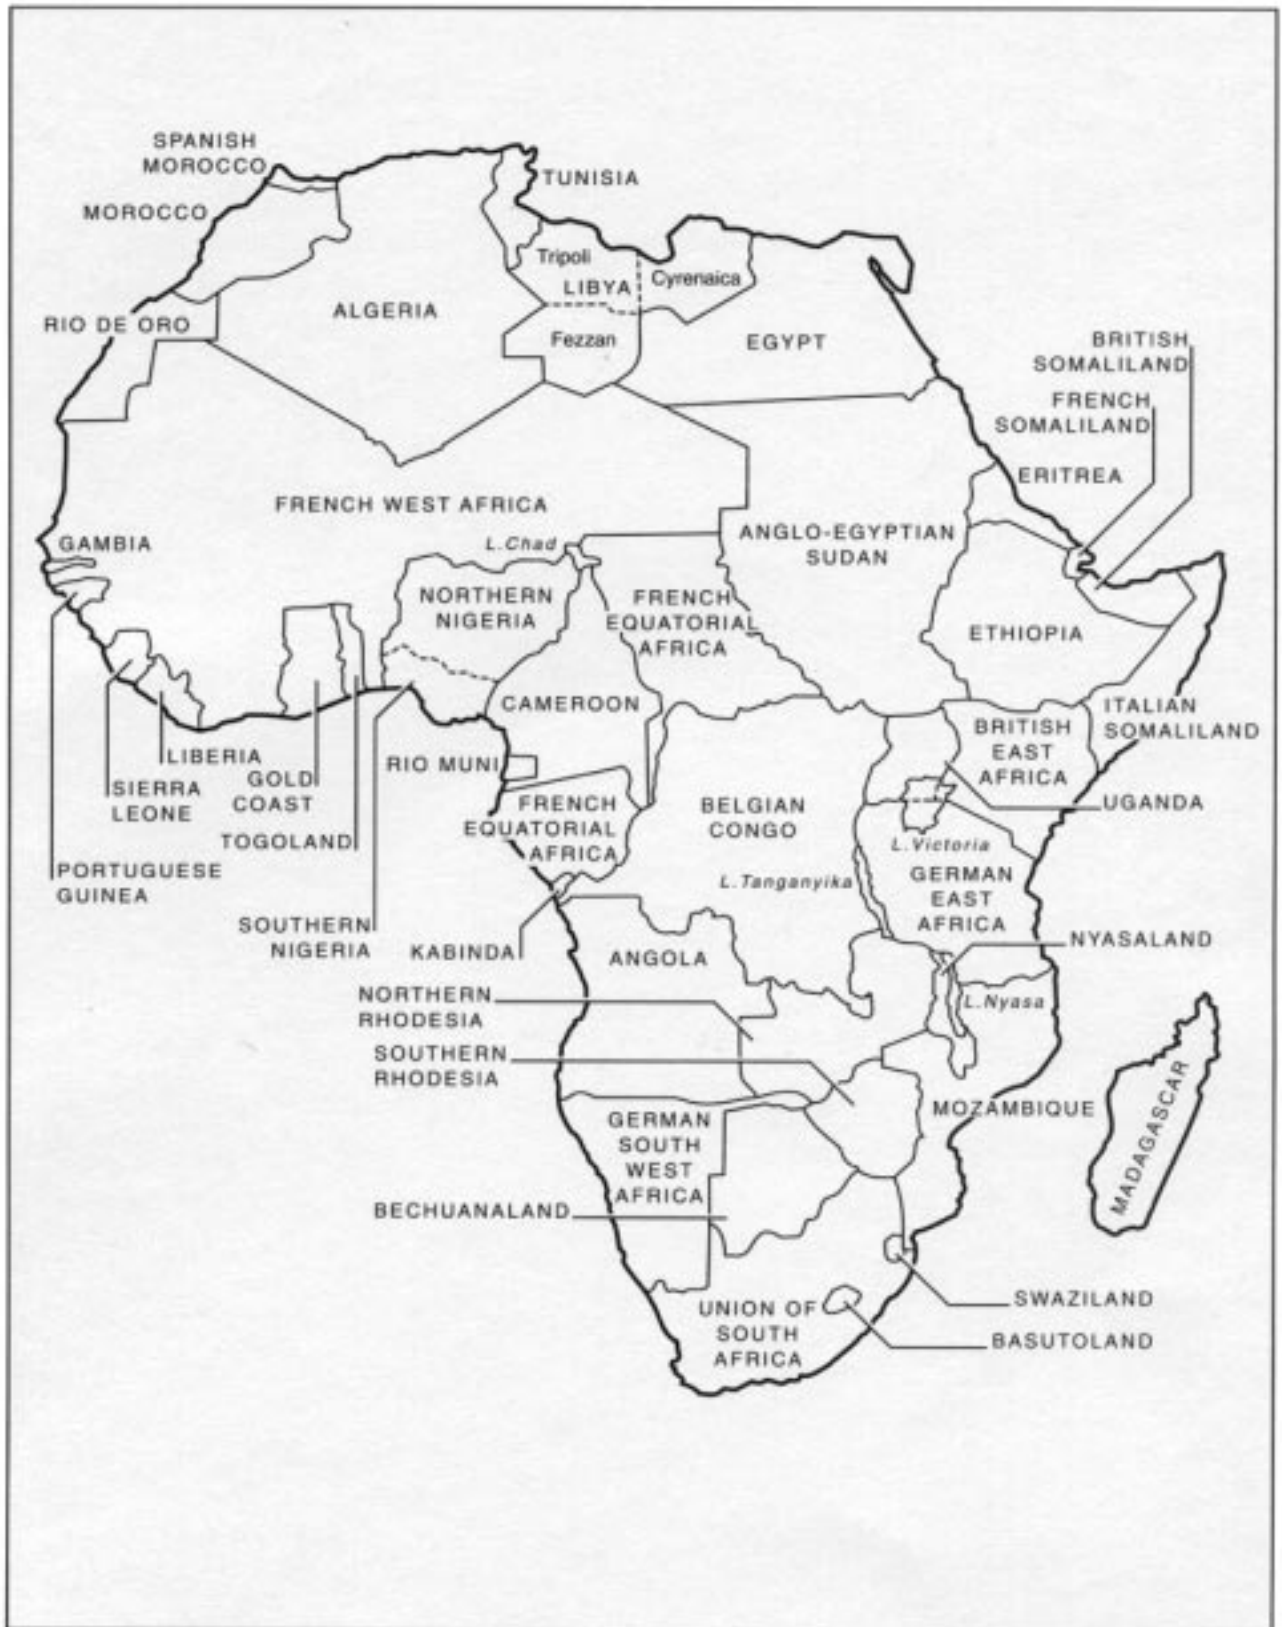 SPANISH
MOROCCO
MOROCCO
TUNISIA
Tripoli
LIBYA
Cyrenaica
Fezzan
ALGERIA
RIO DE ORO
EGYPT
BRITISH
SOMALILAND
FRENCH
SOMALILAND
ERITREA
FRENCH WEST AFRICA
ANGLO-EGYPTIAN
SUDAN
GAMBIA
L.Chad
NORTHERN
NIGERIA
FRENCH
EQUATORIAL
AFRICA
ETHIOPIA
CAMEROON
ITALIAN
SOMALILAND
BRITISH
EAST
AFRICA
LIBERIA
SIERRA
LEONE
GOLD
COAST
RIO MUNI
TOGOLAND
FRENCH
EQUATORIAL
AFRICA
BELGIAN
CONGO
UGANDA
L.Victoria
PORTUGUESE
GUINEA
L.Tanganyika
GERMAN
EAST
AFRICA
SOUTHERN
NIGERIA
KABINDA
ANGOLA
NYASALAND
NORTHERN
RHODESIA
L.Nyasa
SOUTHERN
RHODESIA
MOZAMBIQUE
MADAGASCAR
GERMAN
SOUTH
WEST
AFRICA
BECHUANALAND
SWAZILAND
UNION OF
SOUTH
AFRICA
BASUTOLAND